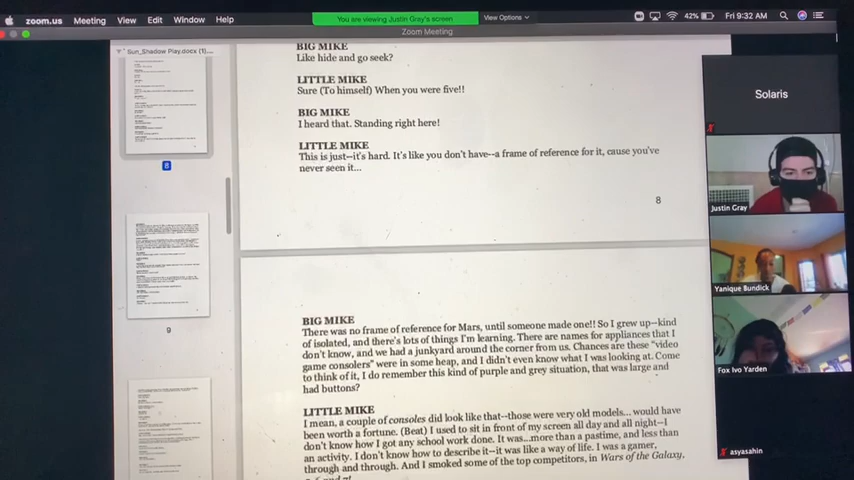 zoom.us Meeting View Edit Window Help
You are viewing Justin Gray's screen
View Options
42%
Fri 9:32 AM
Zoom Meeting
Sun_Shadow Play.docx (1)....
8
9
BIG MIKE
Like hide and go seek?
LITTLE MIKE
Sure (To himself) When you were five!!
BIG MIKE
I heard that. Standing right here!
LITTLE MIKE
This is just--it's hard. It's like you don't have--a frame of reference for it, cause you've
never seen it...
8
BIG MIKE
There was no frame of reference for Mars, until someone made one!! So I grew up--kind
of isolated, and there's lots of things I'm learning. There are names for appliances that I
don't know, and we had a junkyard around the corner from us. Chances are these "video
game consolers" were in some heap, and I didn't even know what I was looking at. Come
to think of it, I do remember this kind of purple and grey situation, that was large and
had buttons?
LITTLE MIKE
I mean, a couple of consoles did look like that--those were very old models... would have
been worth a fortune. (Beat) I used to sit in front of my screen all day and all night--I
don't know how I got any school work done. It was...more than a pastime, and less than
an activity. I don't know how to describe it--it was like a way of life. I was a gamer,
through and through. And I smoked some of the top competitors, in Wars of the Galaxy,
Solaris
Justin Gray
Yanique Bundick
Fox Ivo Yarden
asyasahin